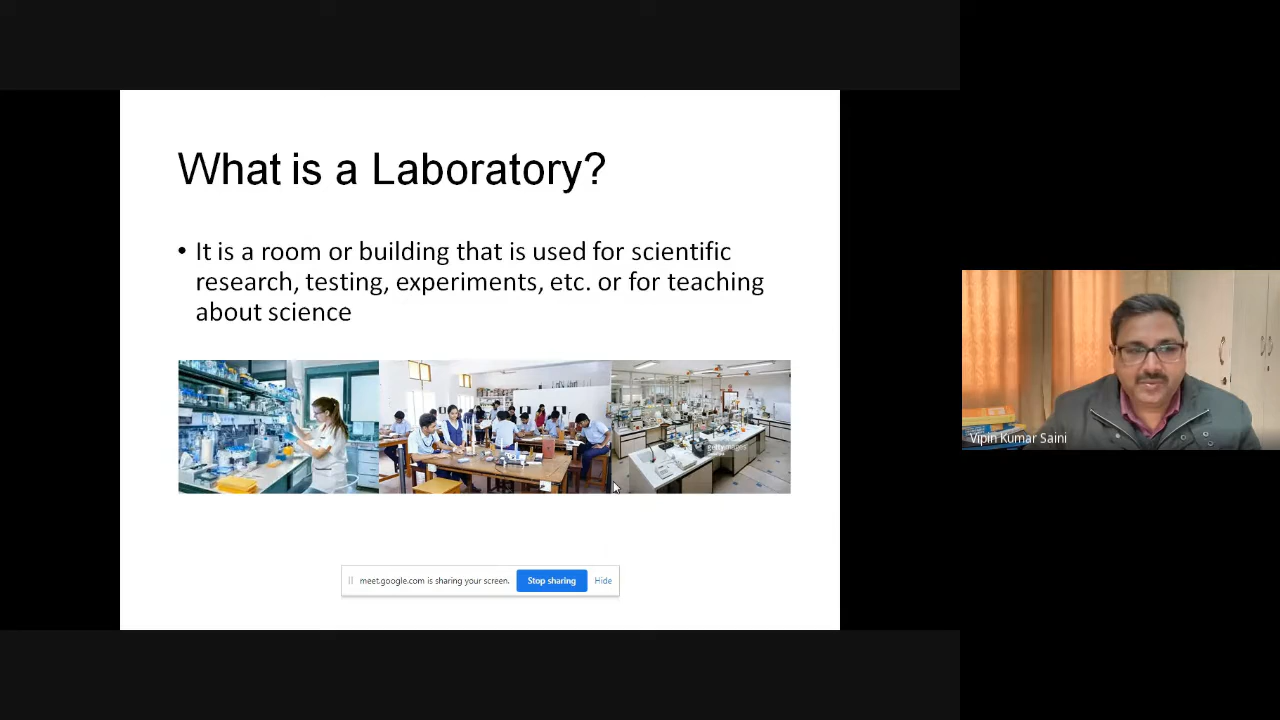 What is a Laboratory?
• It is a room or building that is used for scientific
research, testing, experiments, etc. or for teaching
about science
gettyimages
meet.google.com is sharing your screen. Stop sharing Hide
Vipin Kumar Saini